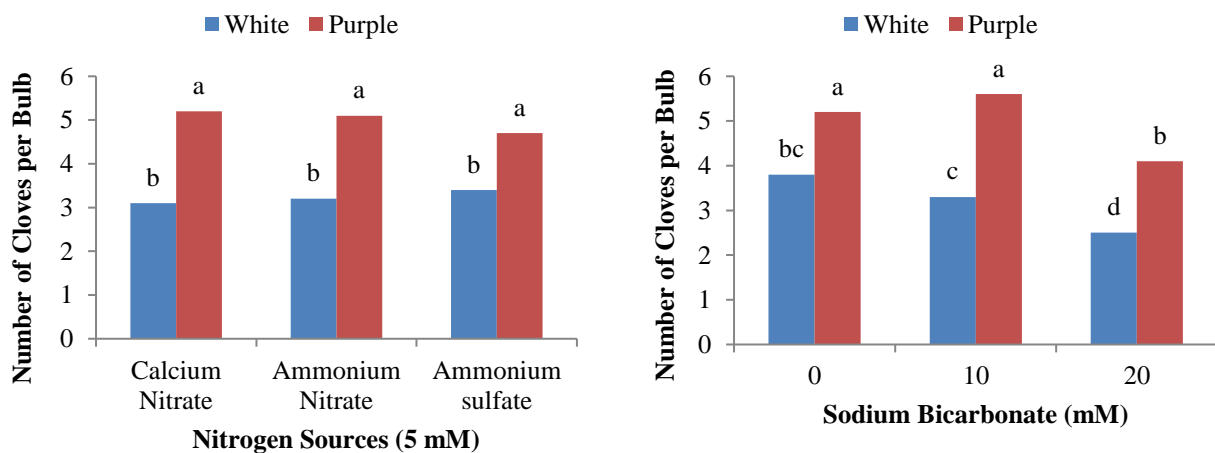 White Purple
Number of Cloves per Bulb
6
5
4
3
2
1
0
b a b a b a
Calcium Nitrate
Ammonium Nitrate
Ammonium sulfate
Nitrogen Sources (5 mM)
White Purple
Number of Cloves per Bulb
6
5
4
3
2
1
0
bc a c a d b
0 10 20
Sodium Bicarbonate (mM)